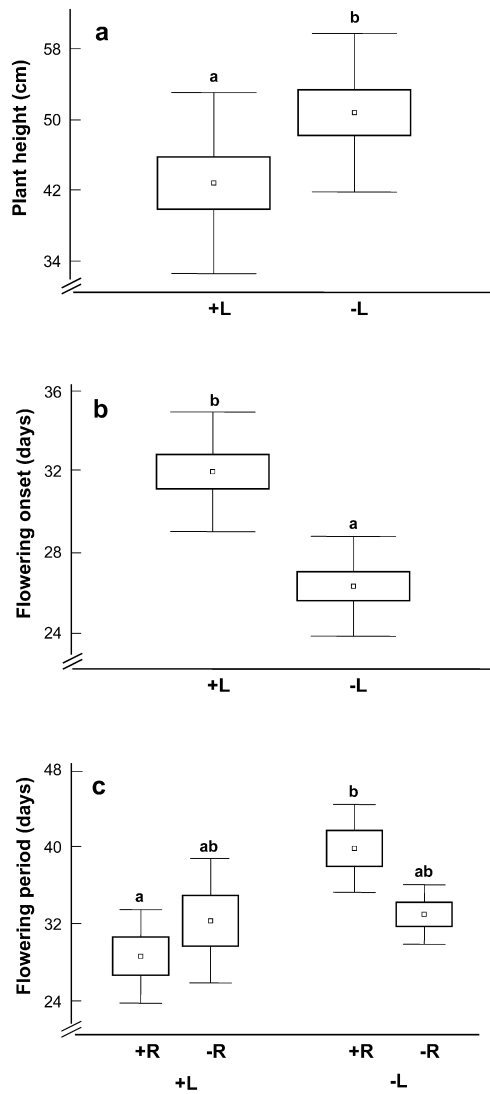 a
b
58
a
50
Plant height (cm)
42
34
+L -L
36
b
b
32
a
Flowering onset (days)
28
24
+L -L
48
c
b
40
ab
ab
a
Flowering period (days)
32
24
+R -R +R -R
+L -L